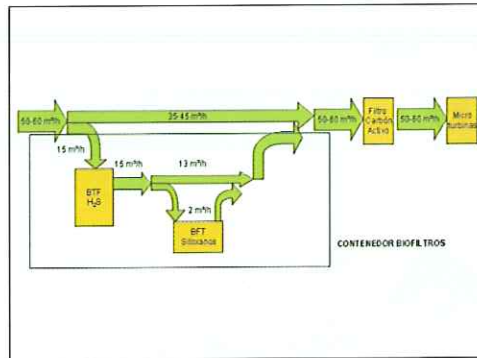 50-60 m³/h
35-45 m³/h
50-60 m³/h
Filtro
Carbón
Activo
50-60 m³/h
Micro
turbinas
15 m³/h
15 m³/h
13 m³/h
BTF
H₂S
2 m³/h
BFT
Siloxanos
CONTENEDOR BIOFILTROS